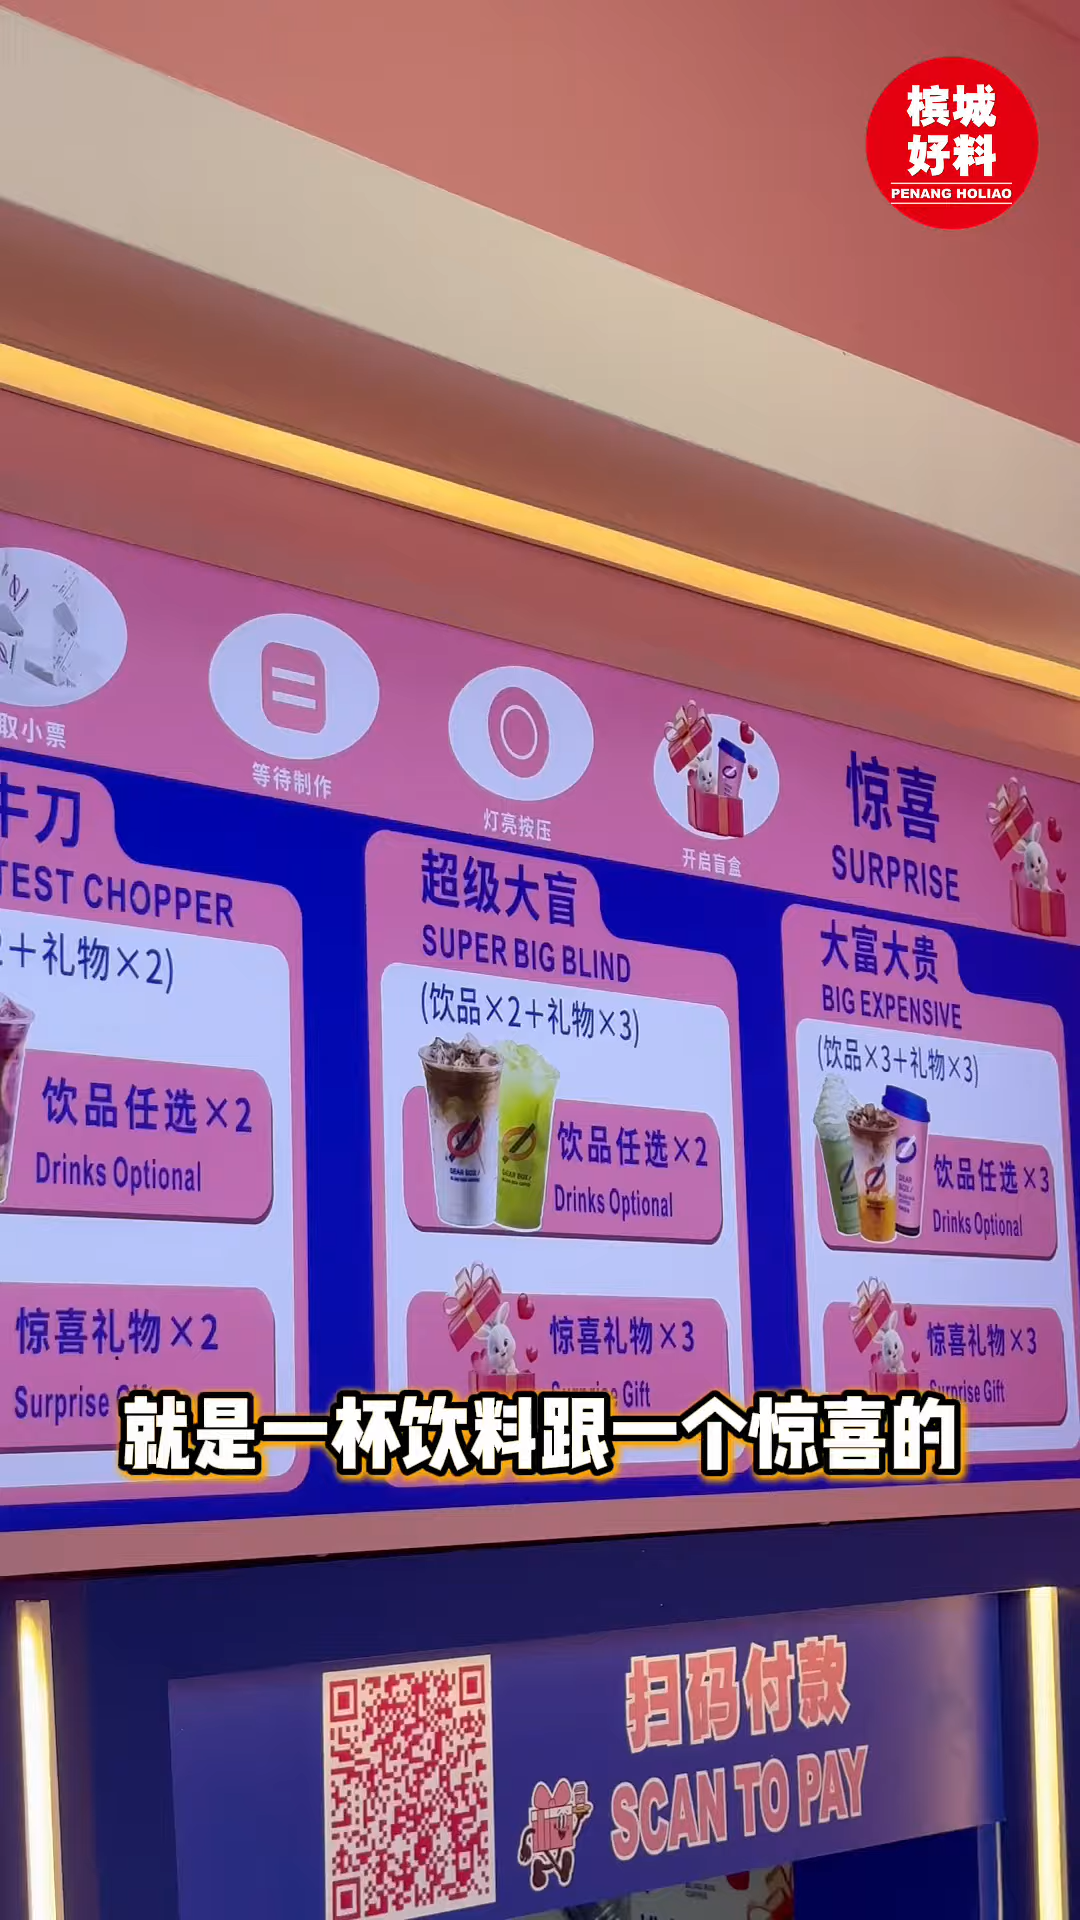 槟城
好料
PENANG HOLIAO
取小票
等待制作
灯亮按压
开启盲盒
惊喜
SURPRISE
牛刀
TEST CHOPPER
2+礼物×2)
饮品任选×2
Drinks Optional
惊喜礼物×2
Surprise
超级大盲
SUPER BIG BLIND
(饮品×2+礼物×3)
GEAR BOX/
饮品任选×2
Drinks Optional
惊喜礼物×3
Surprise Gift
大富大贵
BIG EXPENSIVE
(饮品×3+礼物×3)
饮品任选×3
Drinks Optional
惊喜礼物×3
Surprise Gift
就是一杯饮料跟一个惊喜的
扫码付款
SCAN TO PAY